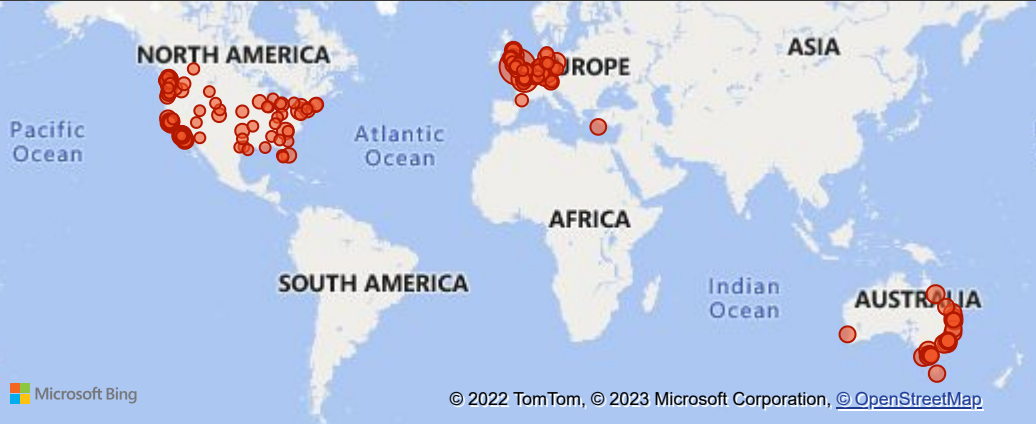 NORTH AMERICA
ASIA
UROPE
Pacific
Ocean
Atlantic
Ocean
AFRICA
SOUTH AMERICA
Indian
Ocean
AUSTRALIA
Microsoft Bing
© 2022 TomTom, © 2023 Microsoft Corporation, © OpenStreetMap